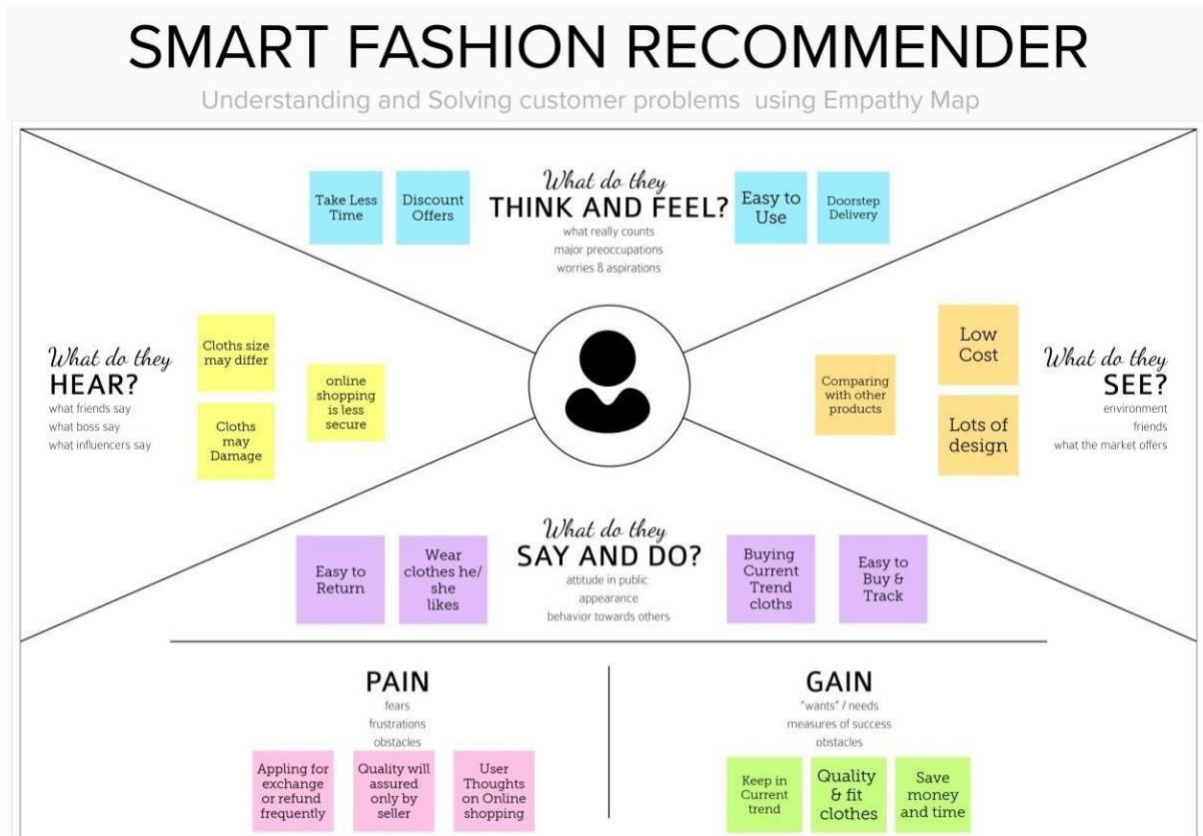 SMART FASHION RECOMMENDER
Understanding and Solving customer problems using Empathy Map
What do they
THINK AND FEEL?
what really counts
major preoccupations
worries & aspirations
Take Less
Time
Discount
Offers
Easy to
Use
Doorstep
Delivery
What do they
HEAR?
what friends say
what boss say
what influencers say
Cloths size
may differ
Cloths
may
Damage
online
shopping
is less
secure
Comparing
with other
products
Low
Cost
Lots of
design
What do they
SEE?
environment
friends
what the market offers
What do they
SAY AND DO?
attitude in public
appearance
behavior towards others
Easy to
Return
Wear
clothes he/
she
likes
Buying
Current
Trend
cloths
Easy to
Buy &
Track
PAIN
fears
frustrations
obstacles
Appling for
exchange
or refund
frequently
Quality will
assured
only by
seller
User
Thoughts
on Online
shopping
GAIN
"wants" / needs
measures of success
obstacles
Keep in
Current
trend
Quality
& fit
clothes
Save
money
and time